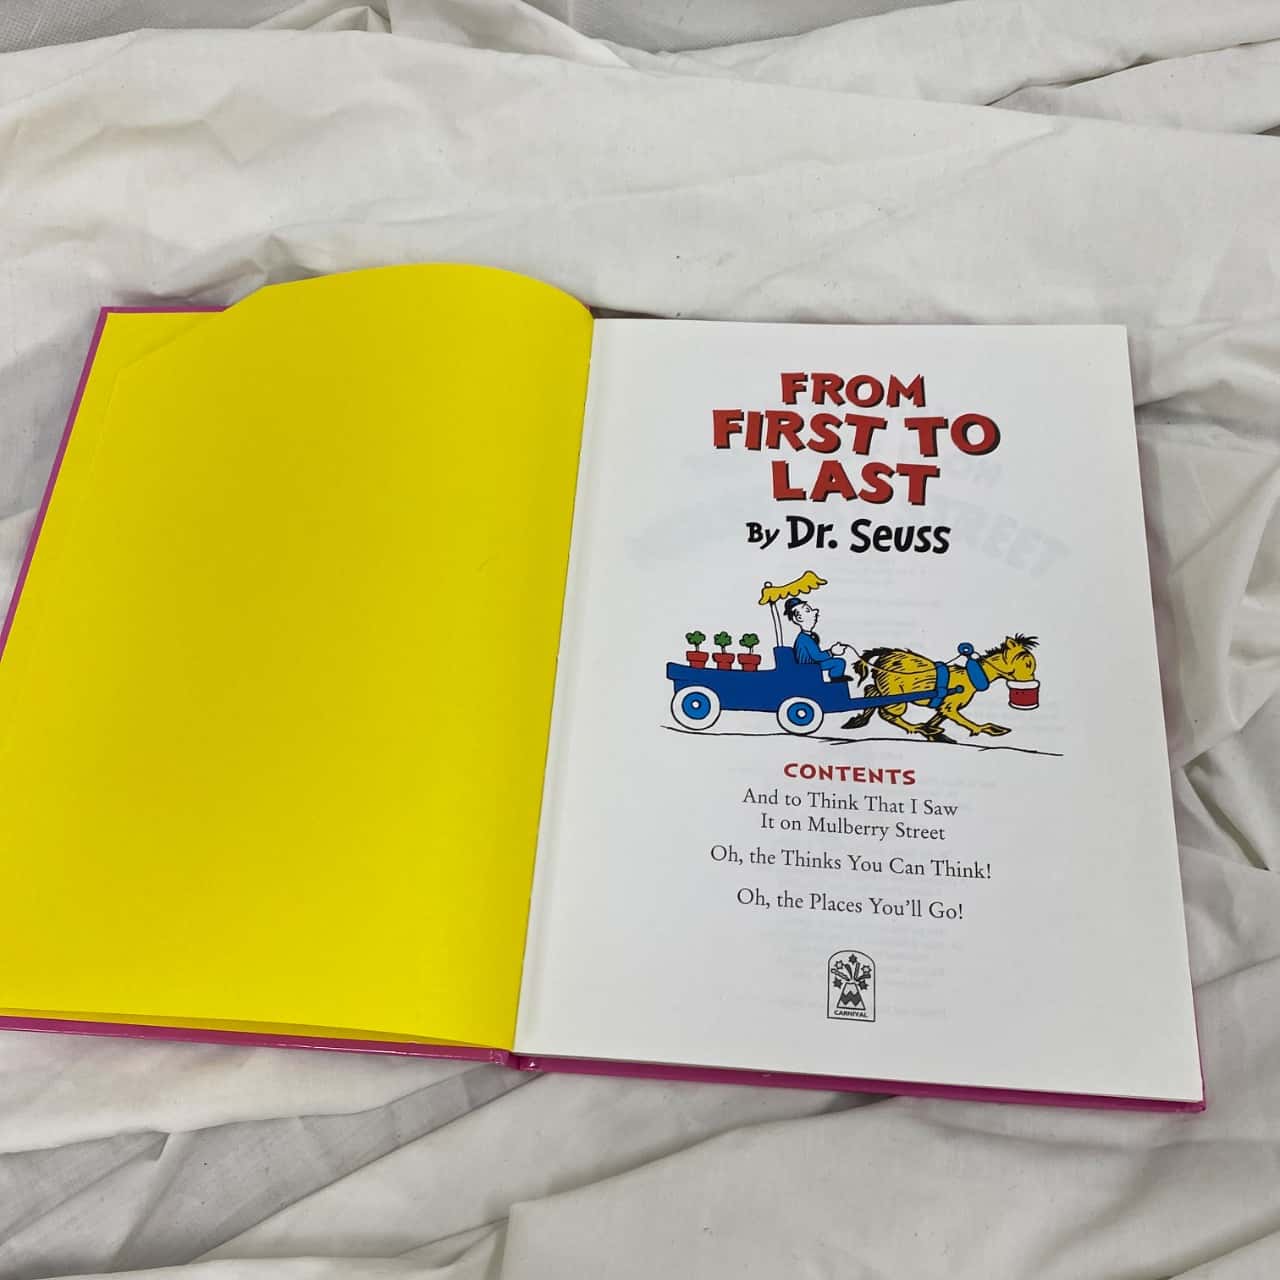 FROM
FIRST TO
LAST
By Dr. Seuss
CONTENTS
And to Think That I Saw
It on Mulberry Street
Oh, the Thinks You Can Think!
Oh, the Places You'll Go!
CARNIVAL